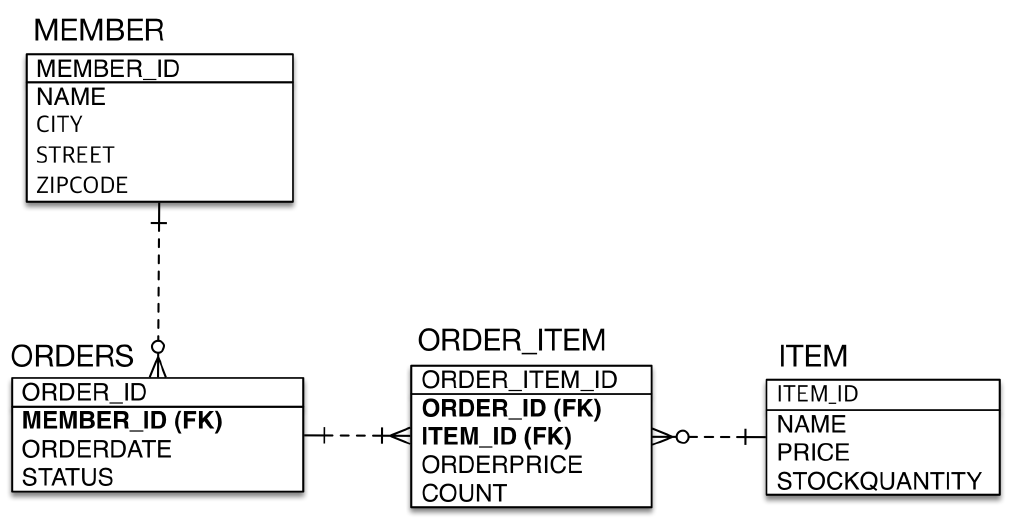 MEMBER
MEMBER_ID
NAME
CITY
STREET
ZIPCODE
ORDERS
ORDER_ID
MEMBER_ID (FK)
ORDERDATE
STATUS
ORDER_ITEM
ORDER_ITEM_ID
ORDER_ID (FK)
ITEM_ID (FK)
ORDERPRICE
COUNT
ITEM
ITEM_ID
NAME
PRICE
STOCKQUANTITY